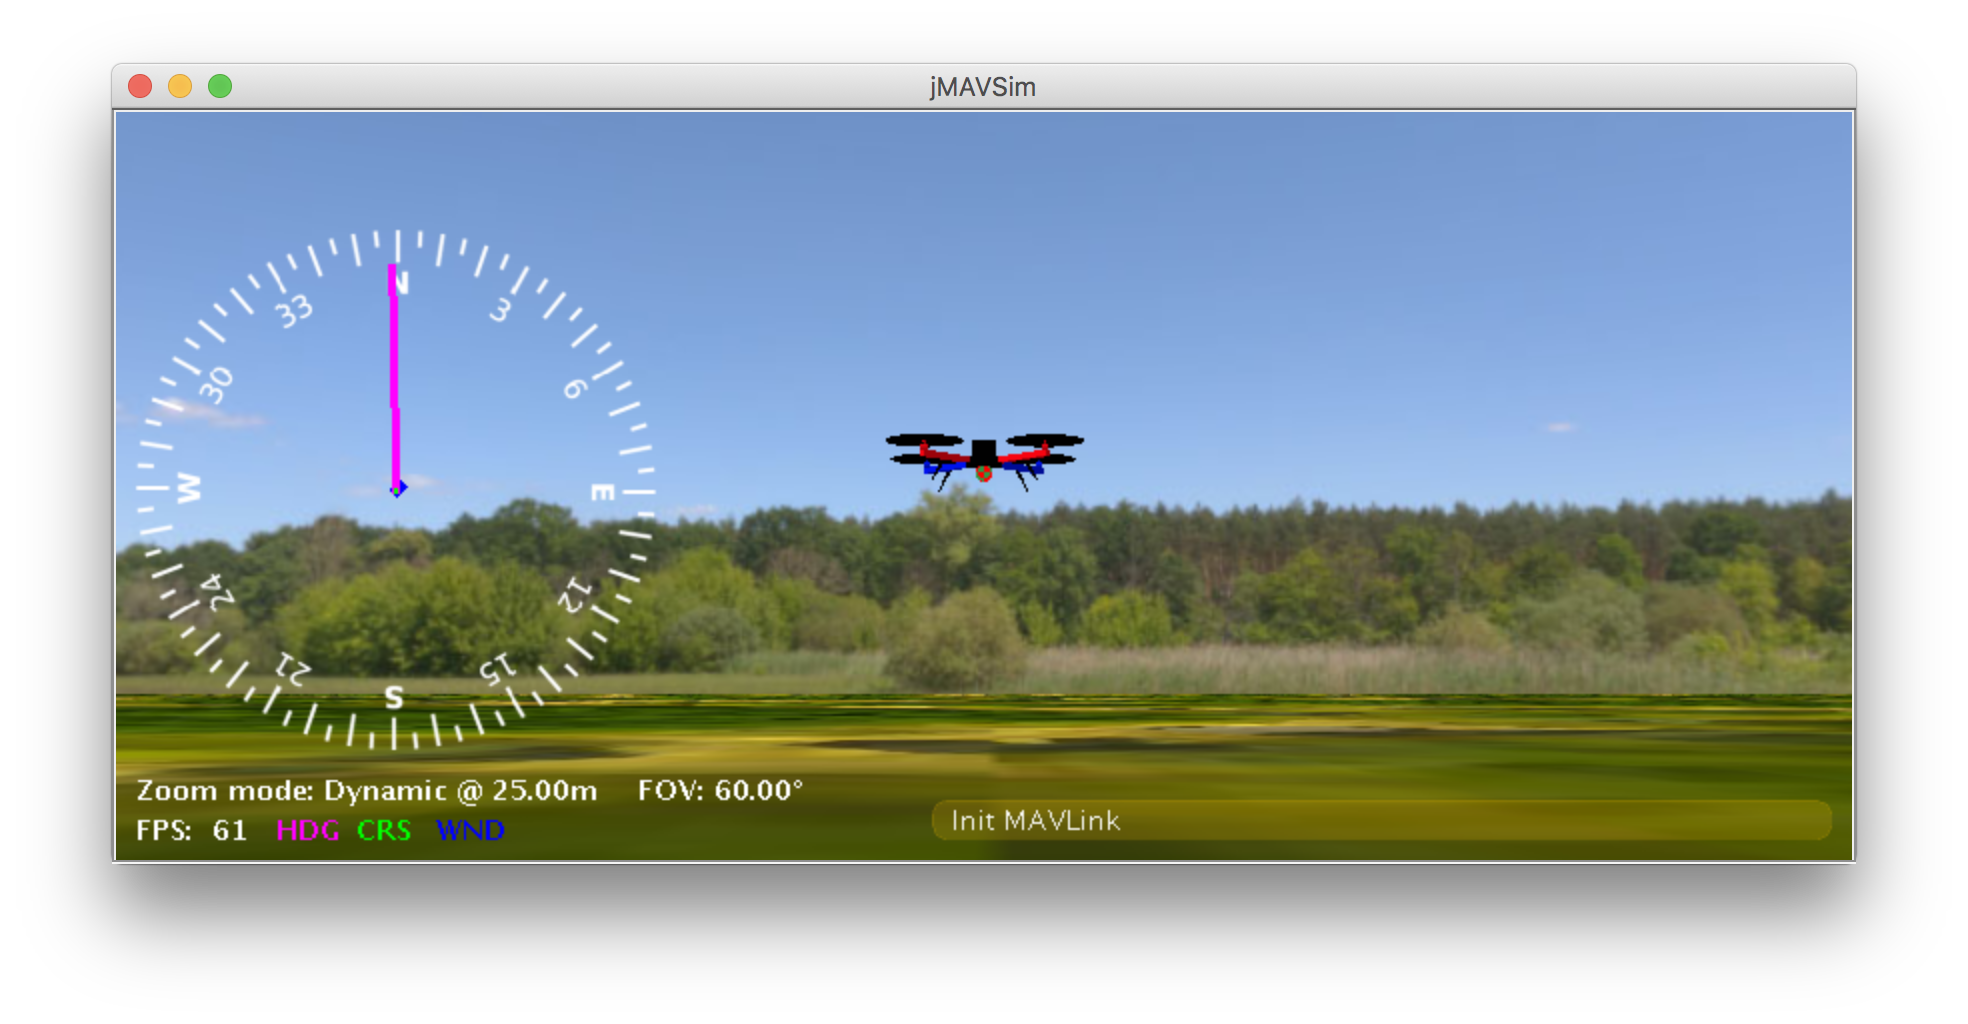 jMAVSim
N
33
3
30
6
W
E
24
12
21
15
S
Zoom mode: Dynamic @ 25.00m FOV: 60.00°
FPS: 61 HDG CRS WND
Init MAVLink